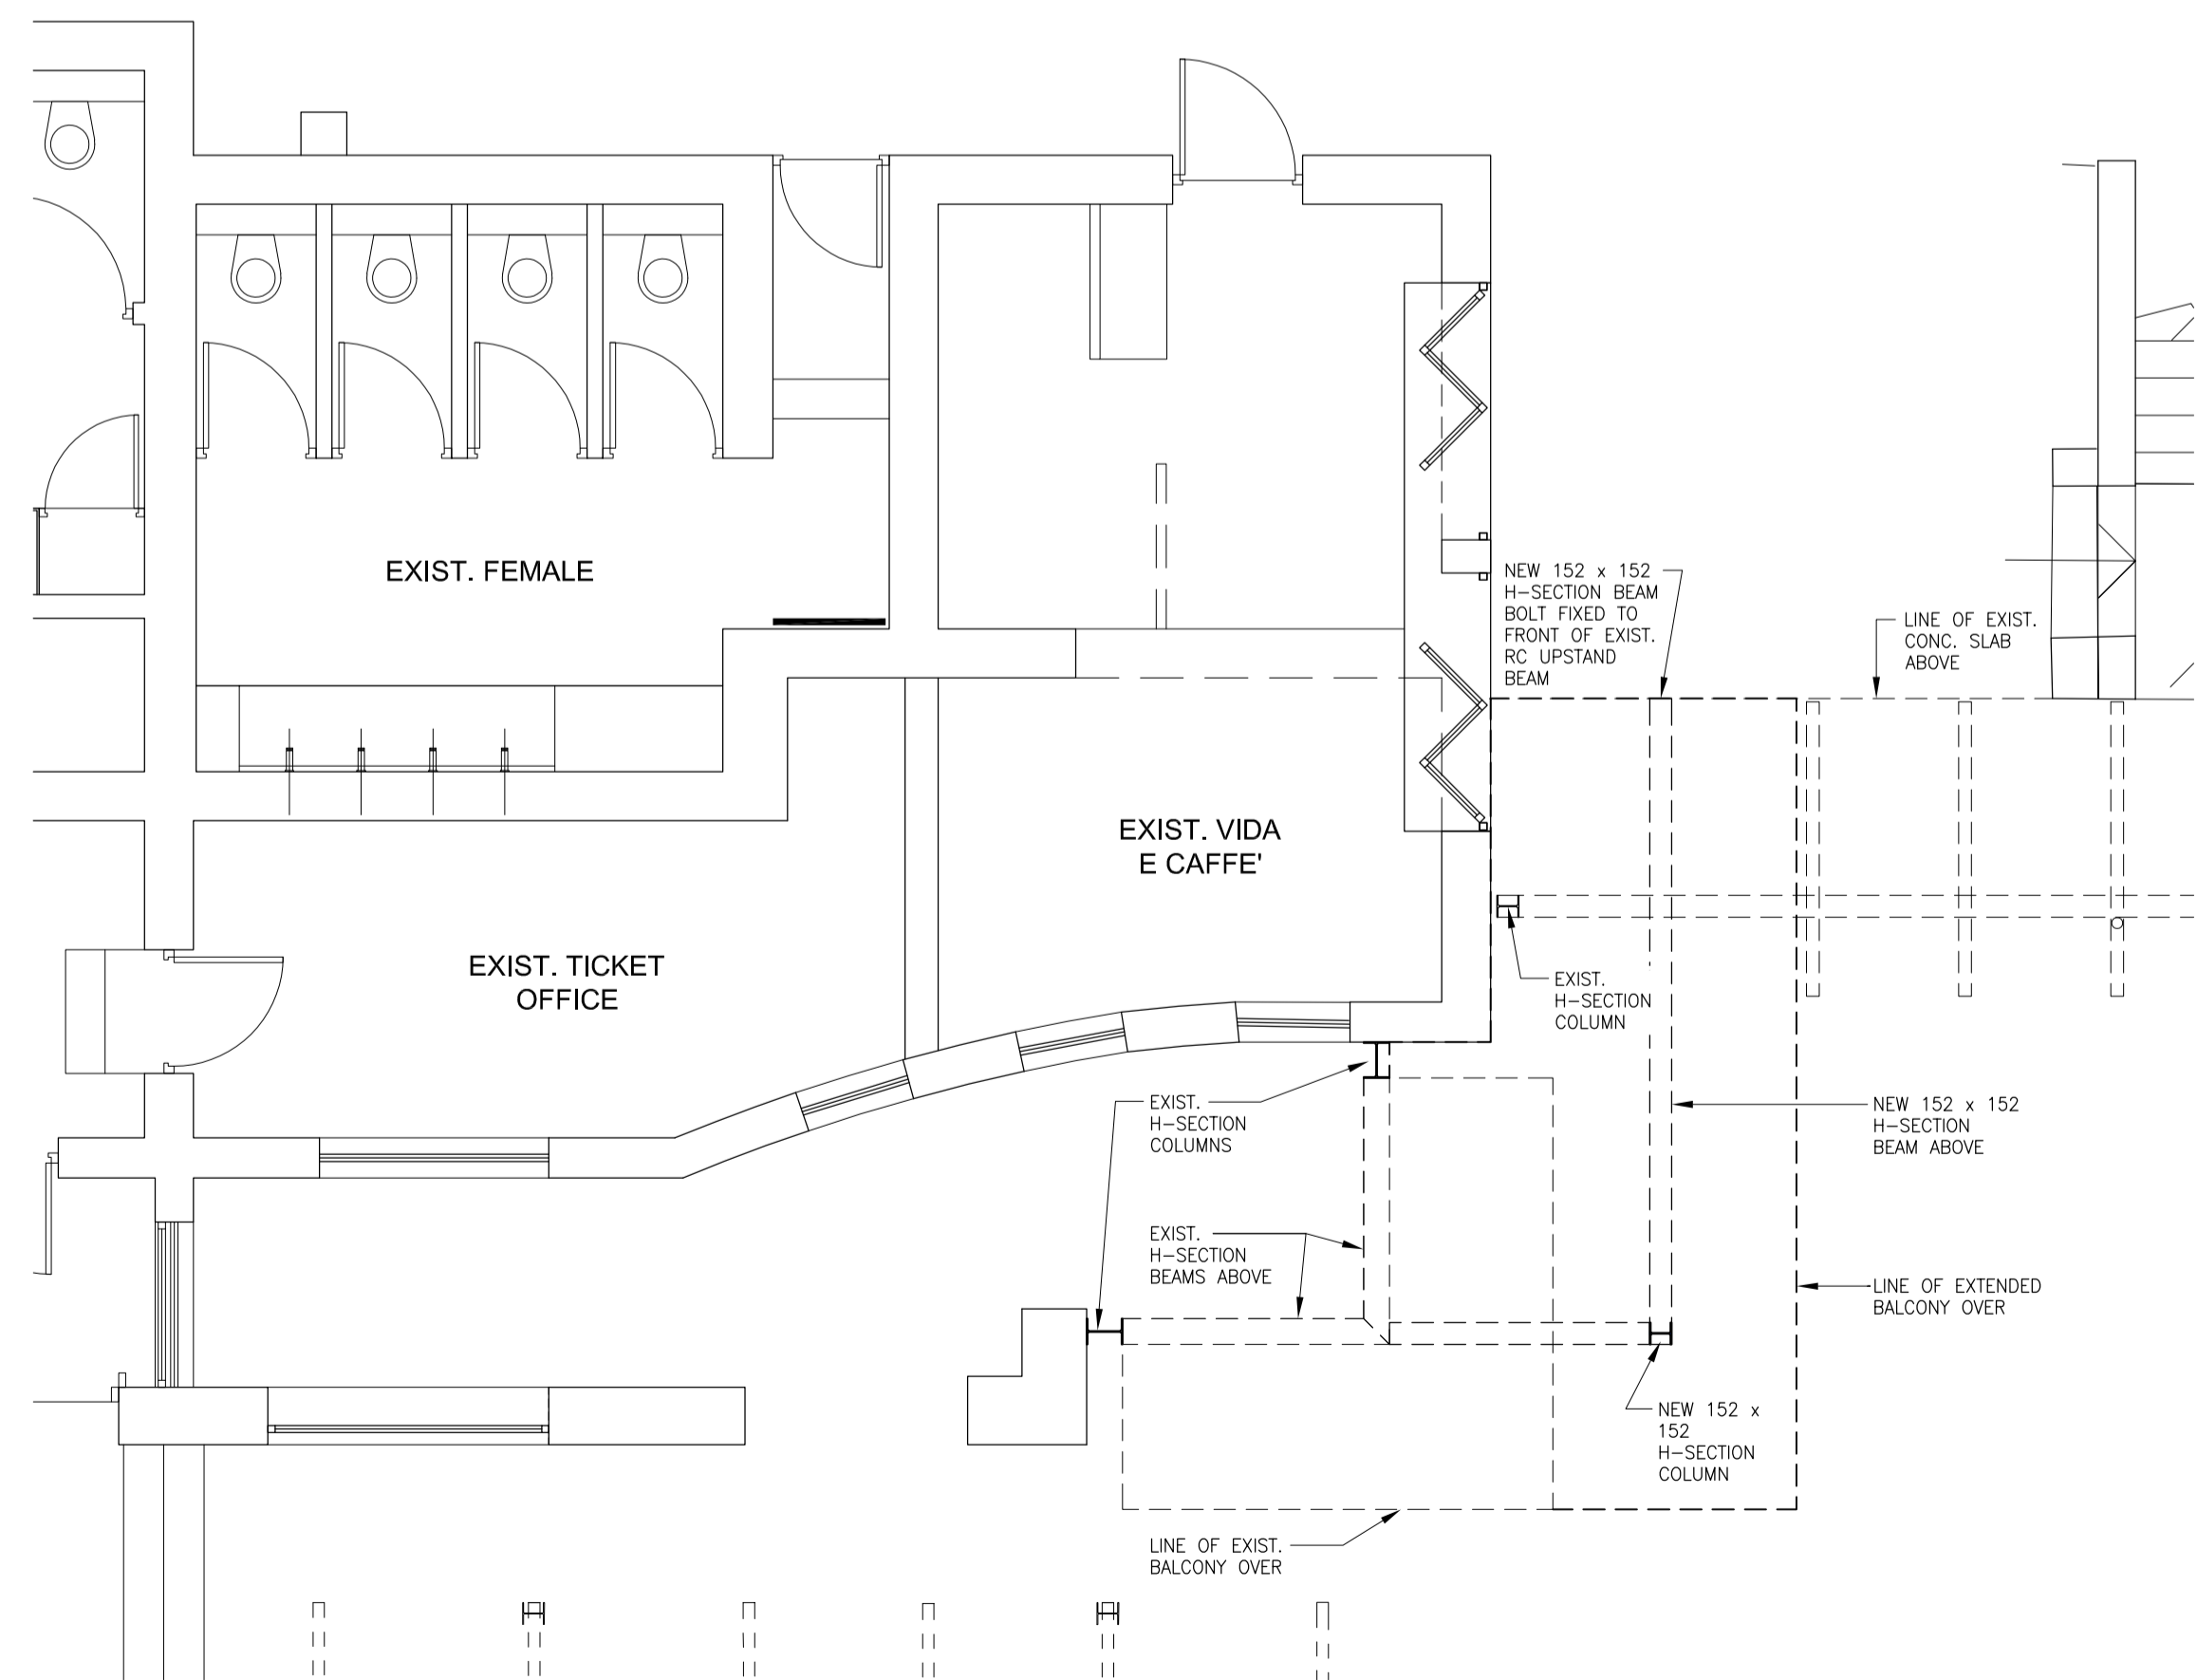 EXIST. FEMALE
NEW 152 x 152
H-SECTION BEAM
BOLT FIXED TO
FRONT OF EXIST.
RC UPSTAND
BEAM
LINE OF EXIST.
CONC. SLAB
ABOVE
EXIST. VIDA
E CAFFE'
EXIST. TICKET
OFFICE
EXIST.
H-SECTION
COLUMN
EXIST.
H-SECTION
COLUMNS
NEW 152 x 152
H-SECTION
BEAM ABOVE
EXIST.
H-SECTION
BEAMS ABOVE
LINE OF EXTENDED
BALCONY OVER
NEW 152 x
152
H-SECTION
COLUMN
LINE OF EXIST.
BALCONY OVER